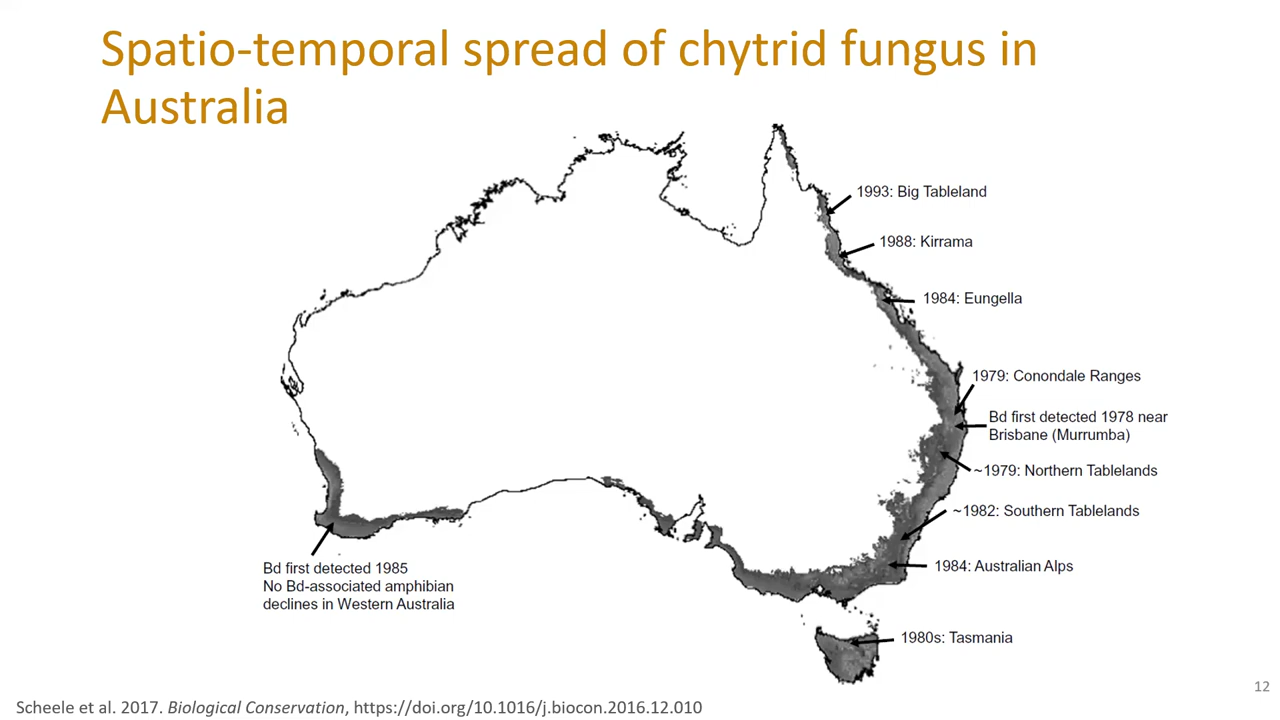 Spatio-temporal spread of chytrid fungus in
Australia
1993: Big Tableland
1988: Kirrama
1984: Eungella
1979: Conondale Ranges
Bd first detected 1978 near
Brisbane (Murrumba)
~1979: Northern Tablelands
~1982: Southern Tablelands
1984: Australian Alps
Bd first detected 1985
No Bd-associated amphibian
declines in Western Australia
1980s: Tasmania
12
Scheele et al. 2017. Biological Conservation, https://doi.org/10.1016/j.biocon.2016.12.010